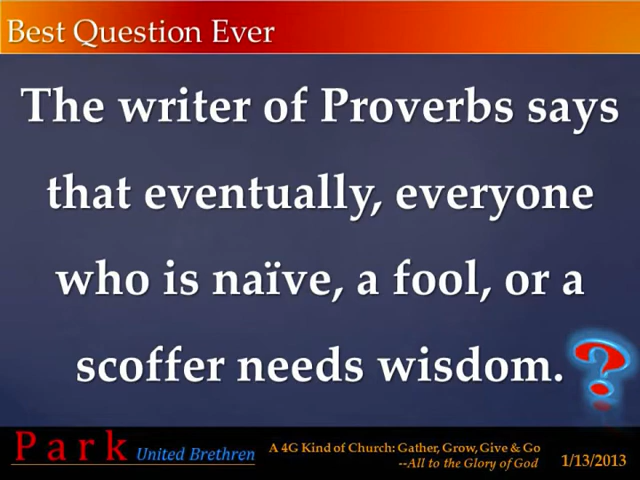 Best Question Ever
The writer of Proverbs says
that eventually, everyone
who is naïve, a fool, or a
scoffer needs wisdom.
?
Park United Brethren
A 4G Kind of Church: Gather, Grow, Give & Go
--All to the Glory of God
1/13/2013